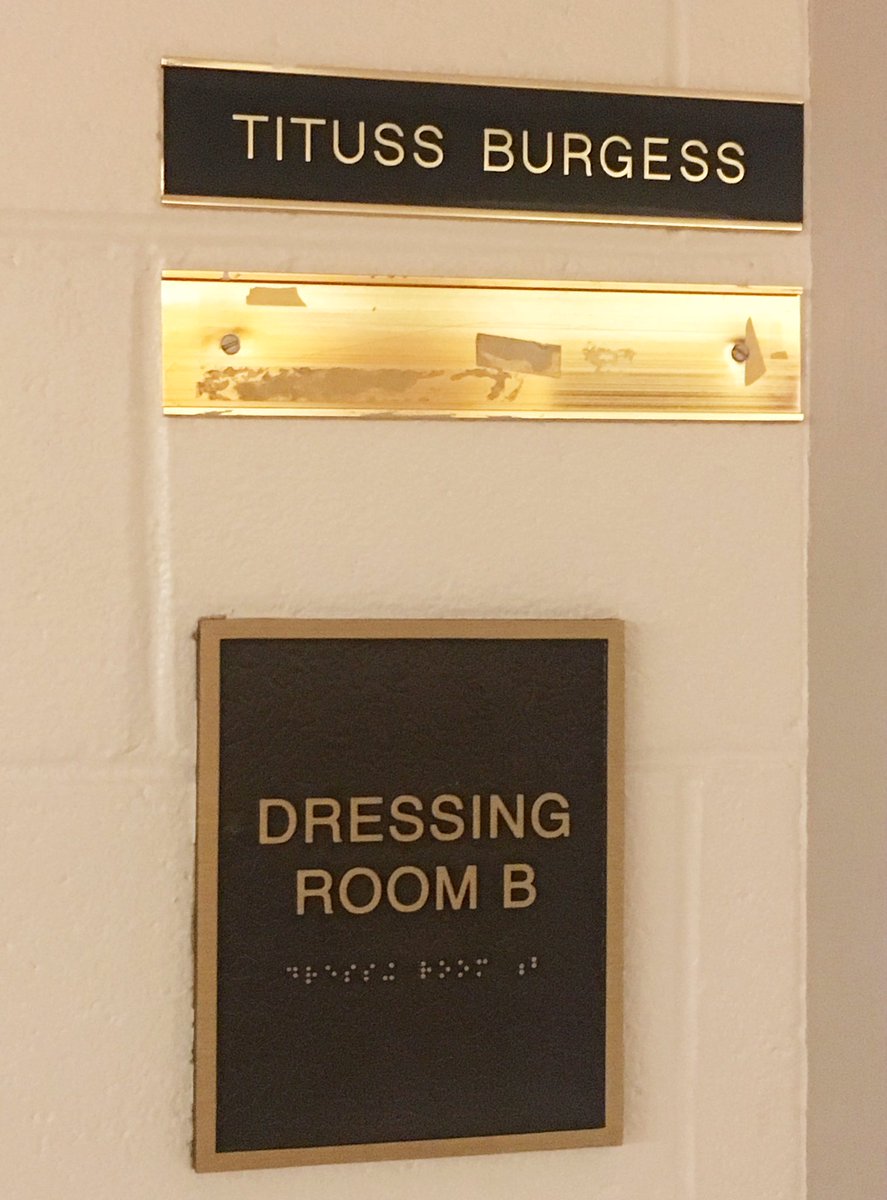 TITUSS BURGESS
DRESSING
ROOM B
⠙⠗⠑⠎⠎⠬ ⠗⠕⠕⠍ ⠰⠃